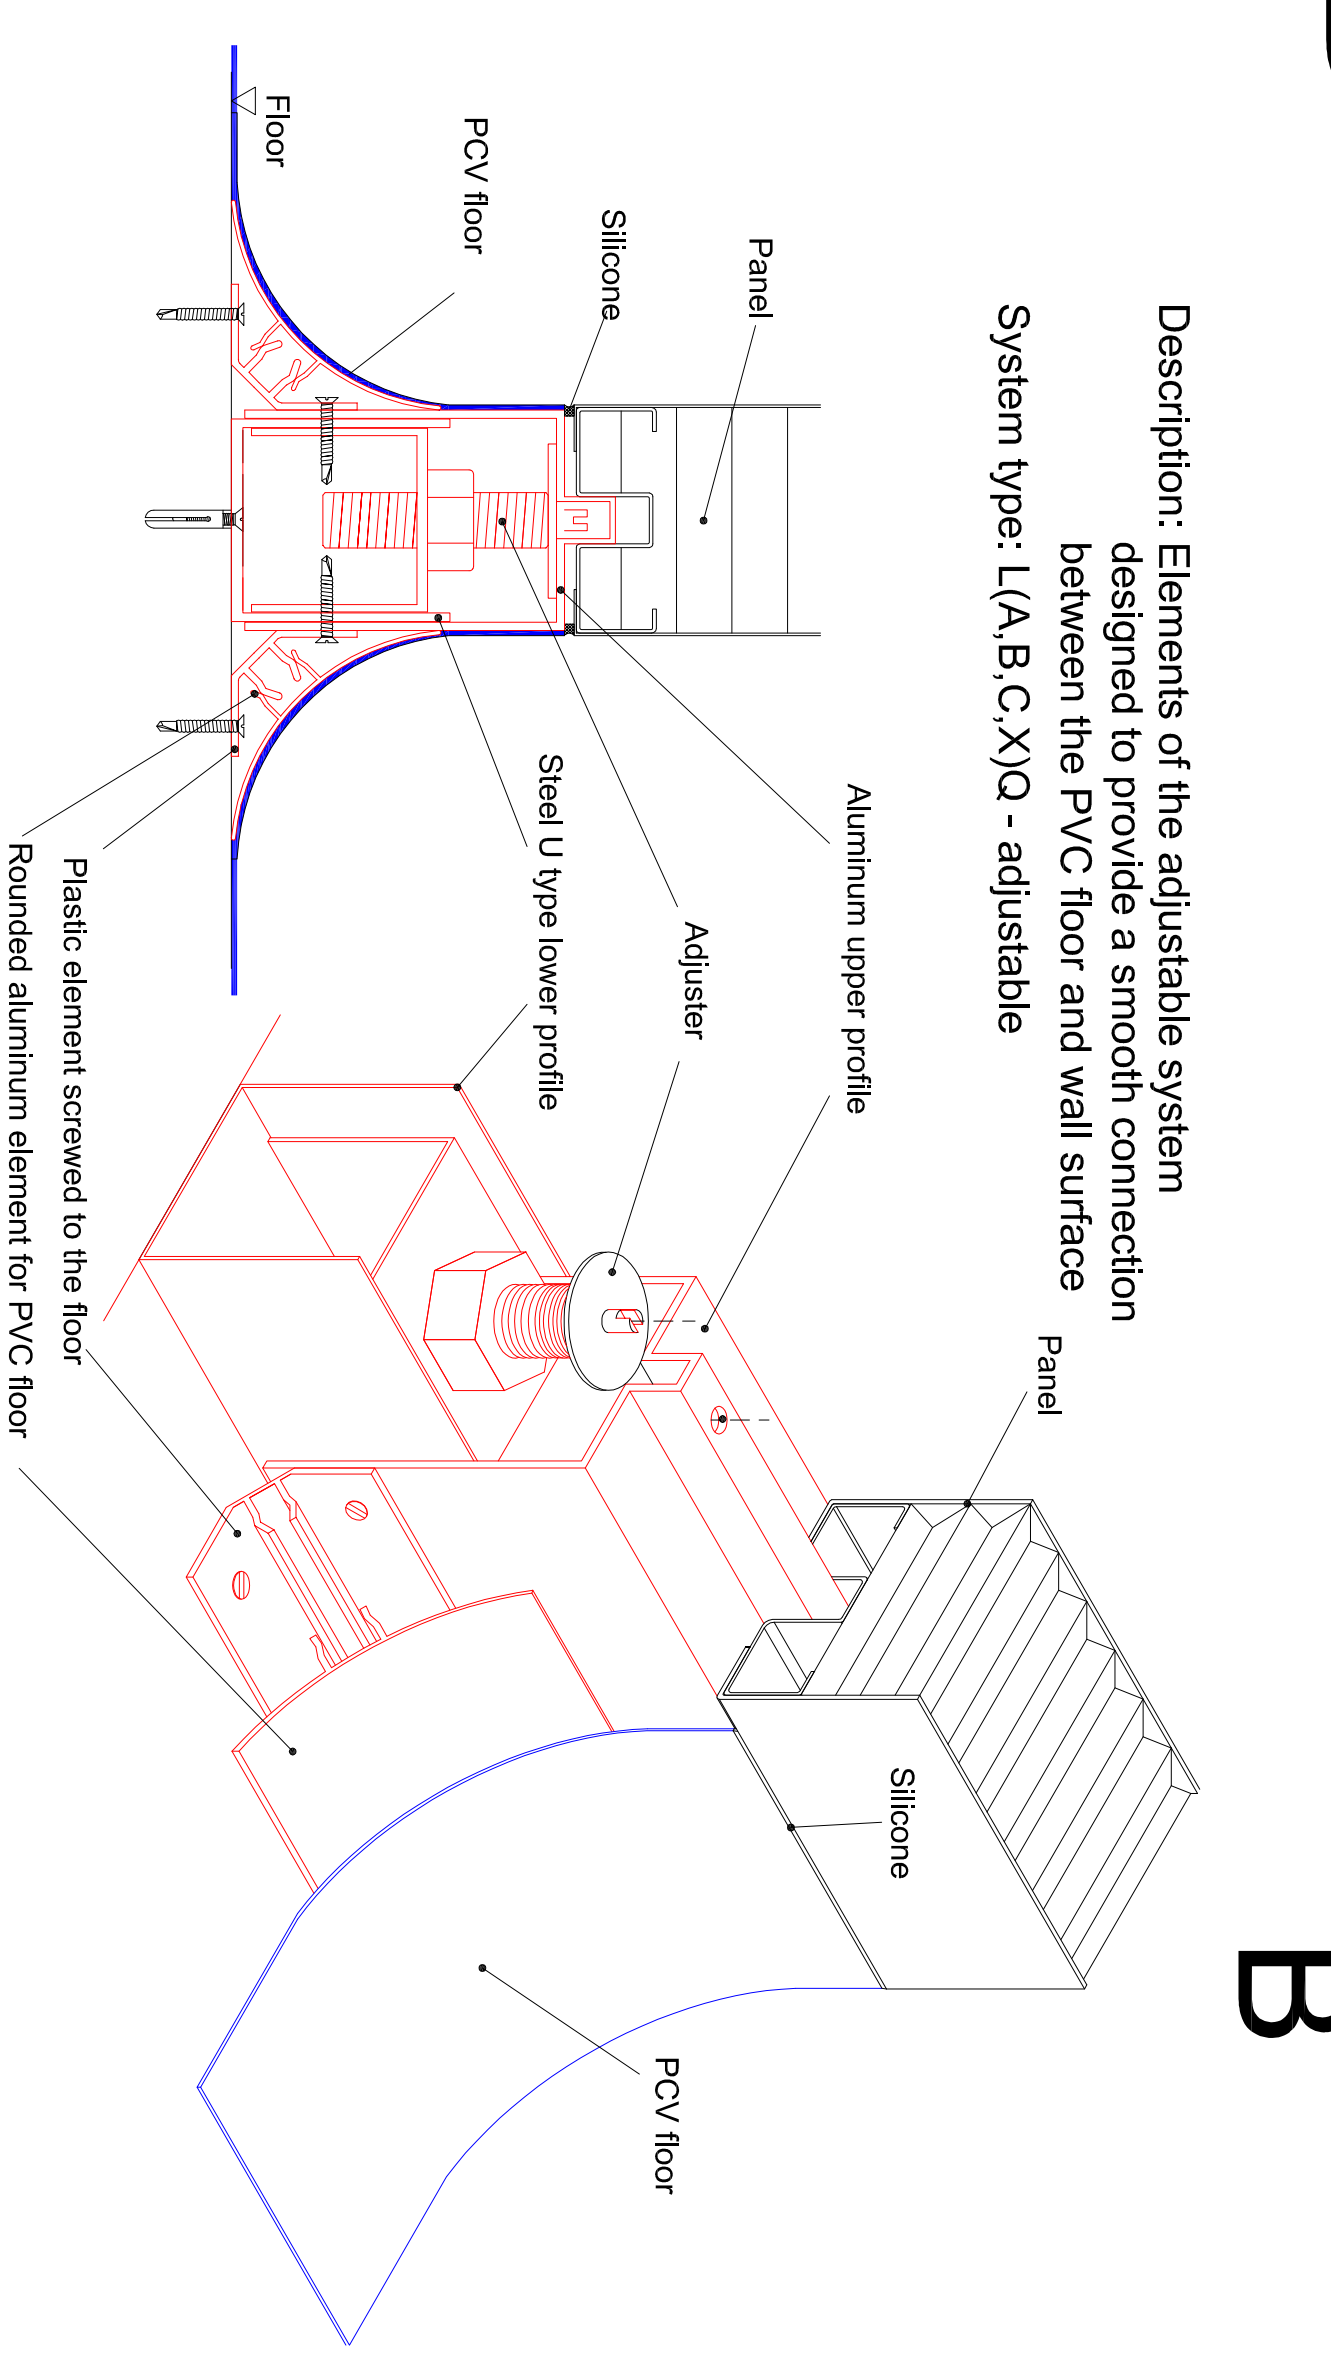 B
Description: Elements of the adjustable system
designed to provide a smooth connection
between the PVC floor and wall surface
System type: L(A,B,C,X)Q - adjustable
Panel
Silicone
PCV floor
Floor
Aluminum upper profile
Adjuster
Steel U type lower profile
Plastic element screwed to the floor
Rounded aluminum element for PVC floor
Panel
Silicone
PCV floor